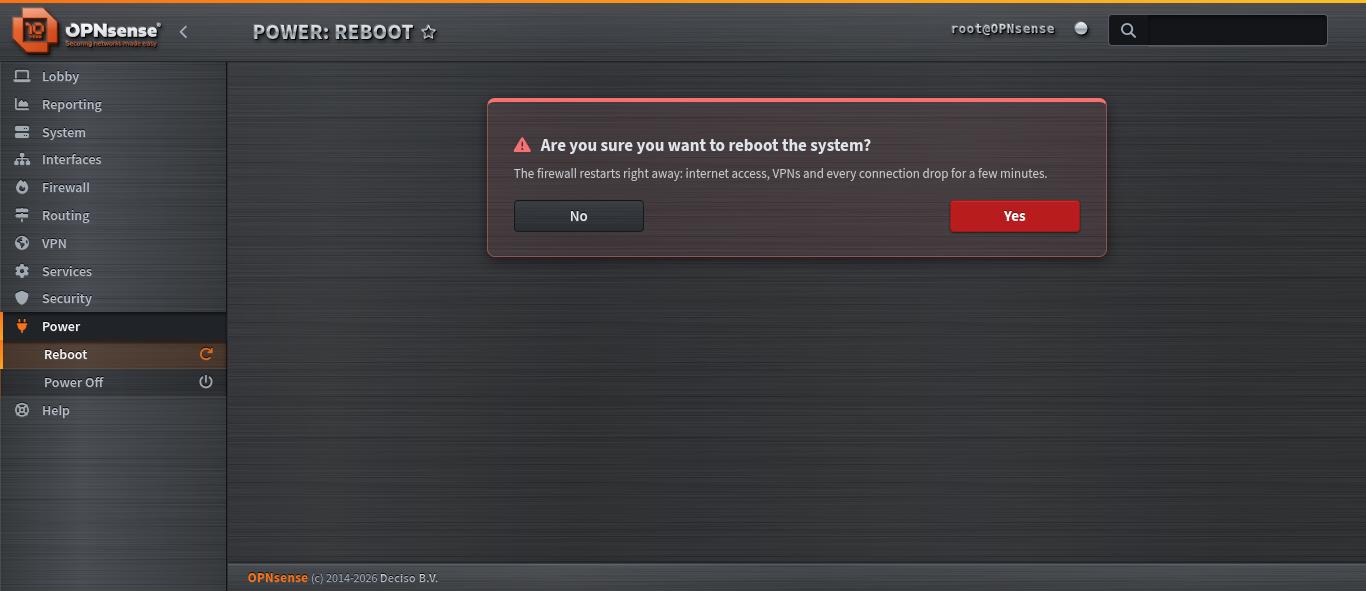 10
OPNsense®
Securing networks made easy
POWER: REBOOT
root@OPNsense
Lobby
Reporting
System
Interfaces
Firewall
Routing
VPN
Services
Security
Power
Reboot
Power Off
Help
Are you sure you want to reboot the system?
The firewall restarts right away: internet access, VPNs and every connection drop for a few minutes.
No
Yes
OPNsense (c) 2014-2026 Deciso B.V.